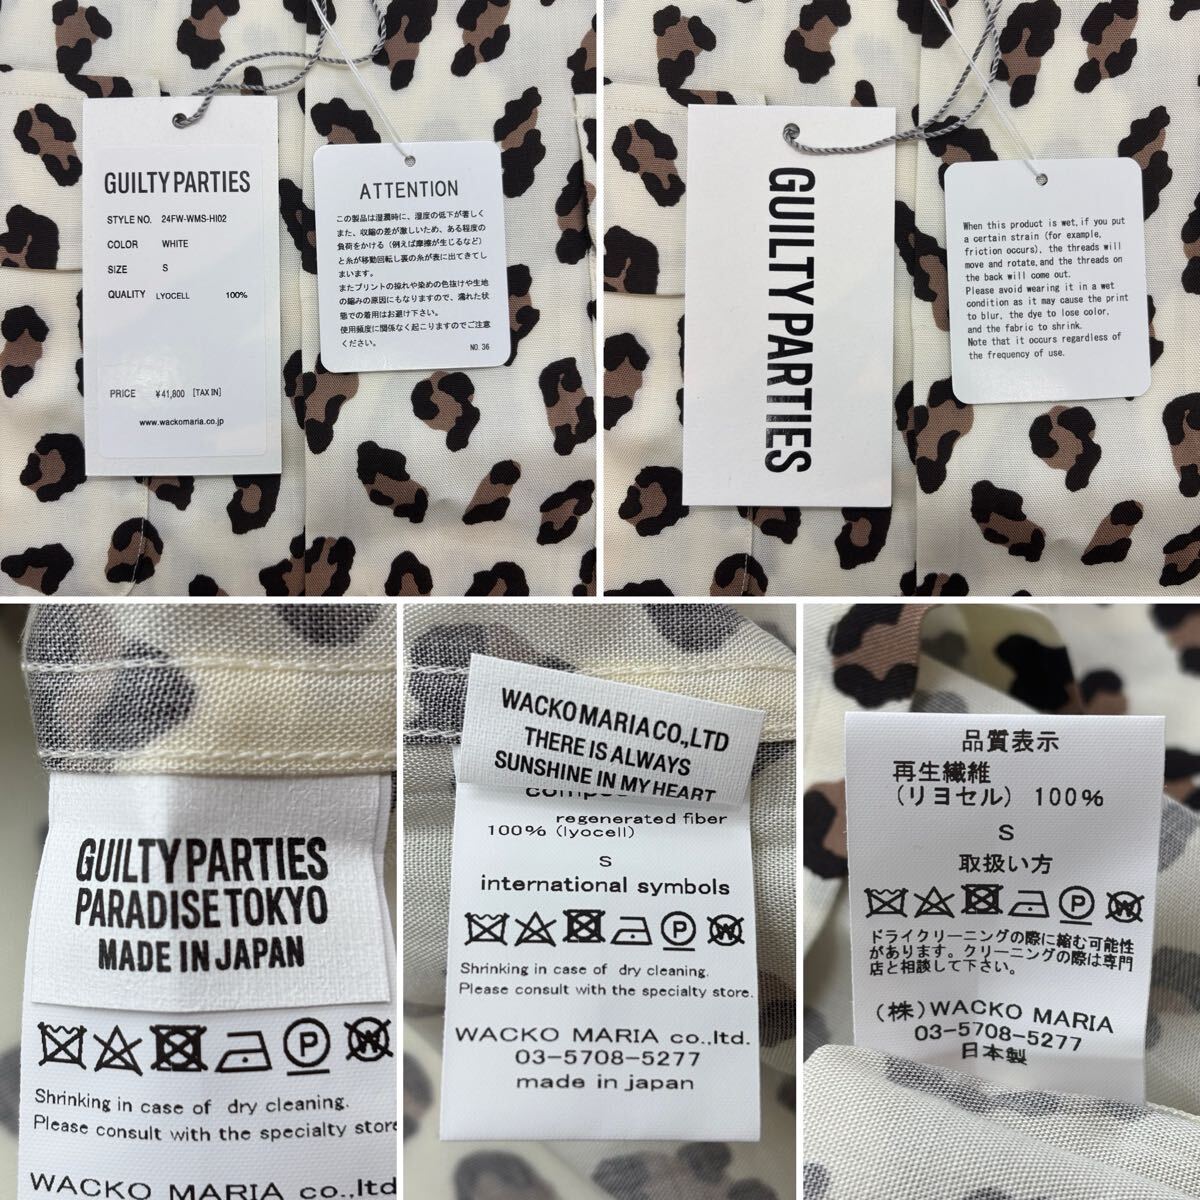 GUILTY PARTIES
STYLE NO. 24FW-WMS-HI02
COLOR WHITE
SIZE S
QUALITY LYOCELL 100%
PRICE ¥41,800 [TAX IN]
www.wackomaria.co.jp
ATTENTION
この製品は湿潤時に、湿度の低下が著しく
また、収縮の差が激しいため、ある程度の
負荷をかける（例えば摩擦が生じるなど）
と糸が移動回転し裏の糸が表に出てきてし
まいます。
またプリントの掠れや染めの色抜けや生地
の縮みの原因にもなりますので、濡れた状
態での着用はお避け下さい。
使用頻度に関係なく起こりますのでご注意
ください。
NO. 36
GUILTY PARTIES
When this product is wet, if you put
a certain strain (for example,
friction occurs), the threads will
move and rotate, and the threads on
the back will come out.
Please avoid wearing it in a wet
condition as it may cause the print
to blur, the dye to lose color,
and the fabric to shrink.
Note that it occurs regardless of
the frequency of use.
GUILTY PARTIES
PARADISE TOKYO
MADE IN JAPAN
P
W
Shrinking in case of dry cleaning.
Please consult with the specialty store
WACKO MARIA co.,ltd
WACKO MARIA CO.,LTD
THERE IS ALWAYS
SUNSHINE IN MY HEART
regenerated fiber
100% (lyocell)
S
international symbols
P
W
Shrinking in case of dry cleaning.
Please consult with the specialty store.
WACKO MARIA co.,ltd.
03-5708-5277
made in japan
品質表示
再生繊維
(リヨセル) 100%
S
取扱い方
P
W
ドライクリーニングの際に縮む可能性
があります。クリーニングの際は専門
店と相談して下さい。
(株)WACKO MARIA
03-5708-5277
日本製